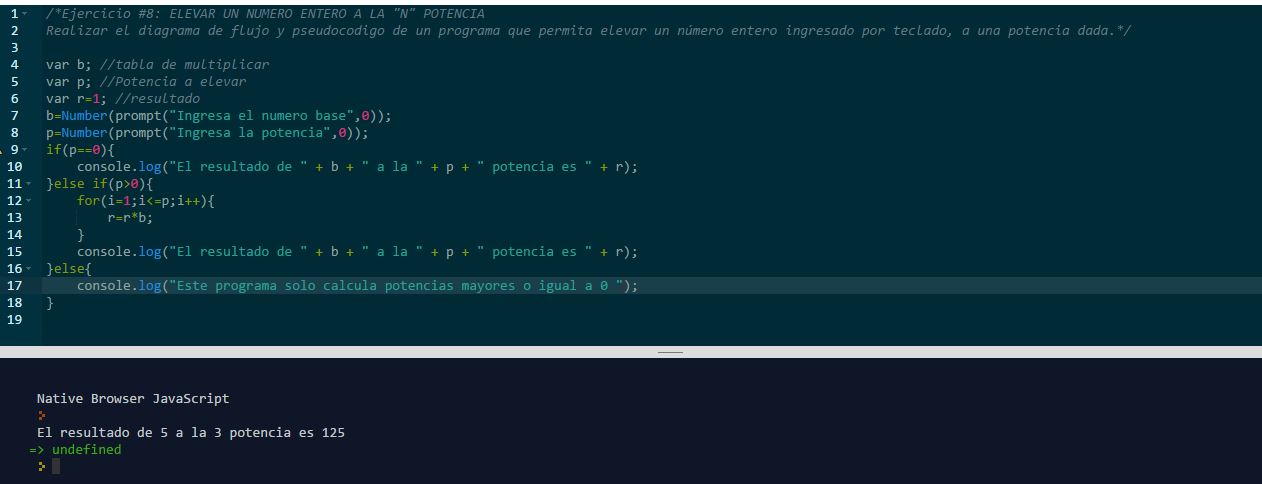 1 /*Ejercicio #8: ELEVAR UN NUMERO ENTERO A LA "N" POTENCIA
2 Realizar el diagrama de flujo y pseudocodigo de un programa que permita elevar un número entero ingresado por teclado, a una potencia dada.*/
3
4 var b; //tabla de multiplicar
5 var p; //Potencia a elevar
6 var r=1; //resultado
7 b=Number(prompt("Ingresa el numero base",0));
8 p=Number(prompt("Ingresa la potencia",0));
9 if(p==0){
10     console.log("El resultado de " + b + " a la " + p + " potencia es " + r);
11 }else if(p>0){
12     for(i=1;i<=p;i++){
13         r=r*b;
14     }
15     console.log("El resultado de " + b + " a la " + p + " potencia es " + r);
16 }else{
17     console.log("Este programa solo calcula potencias mayores o igual a 0 ");
18 }
19
Native Browser JavaScript
El resultado de 5 a la 3 potencia es 125
=> undefined